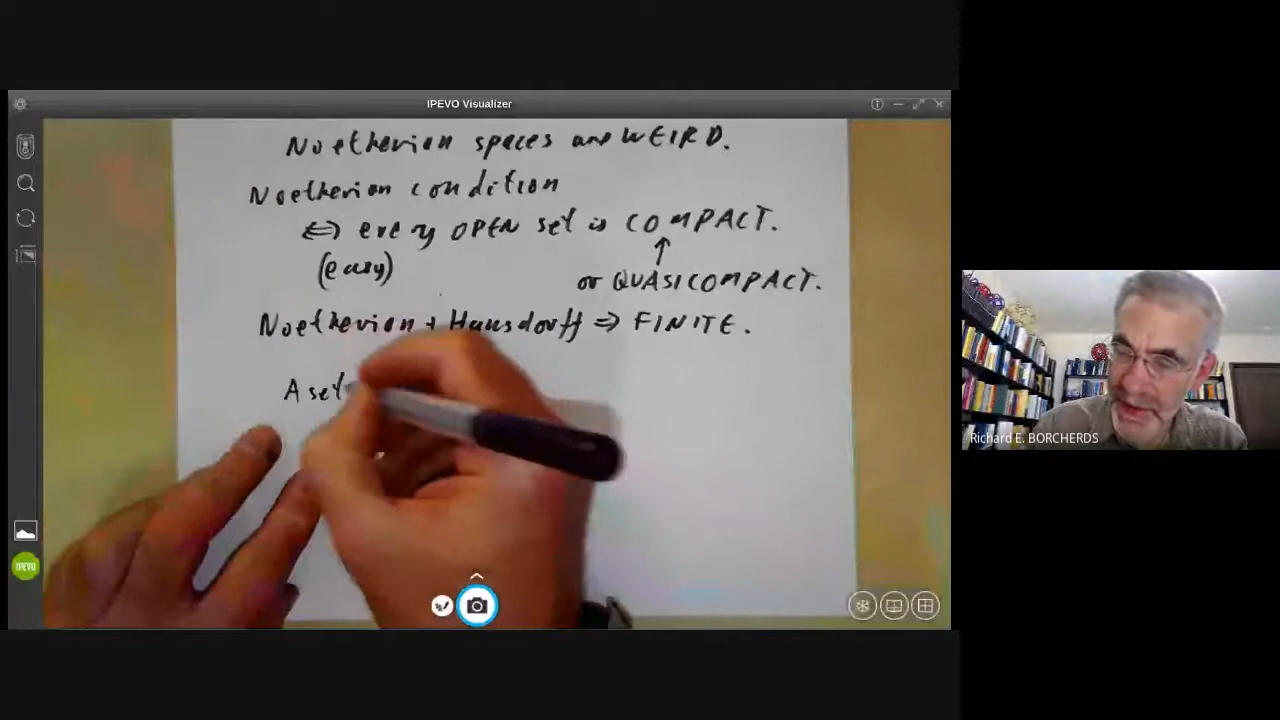 IPEVO Visualizer
Noetherian spaces are WEIRD.
Noetherian condition
⇔ every OPEN set is COMPACT.
(easy)
or QUASICOMPACT.
Noetherian + Hausdorff ⇒ FINITE.
A set
Richard E. BORCHERDS
IPEVO